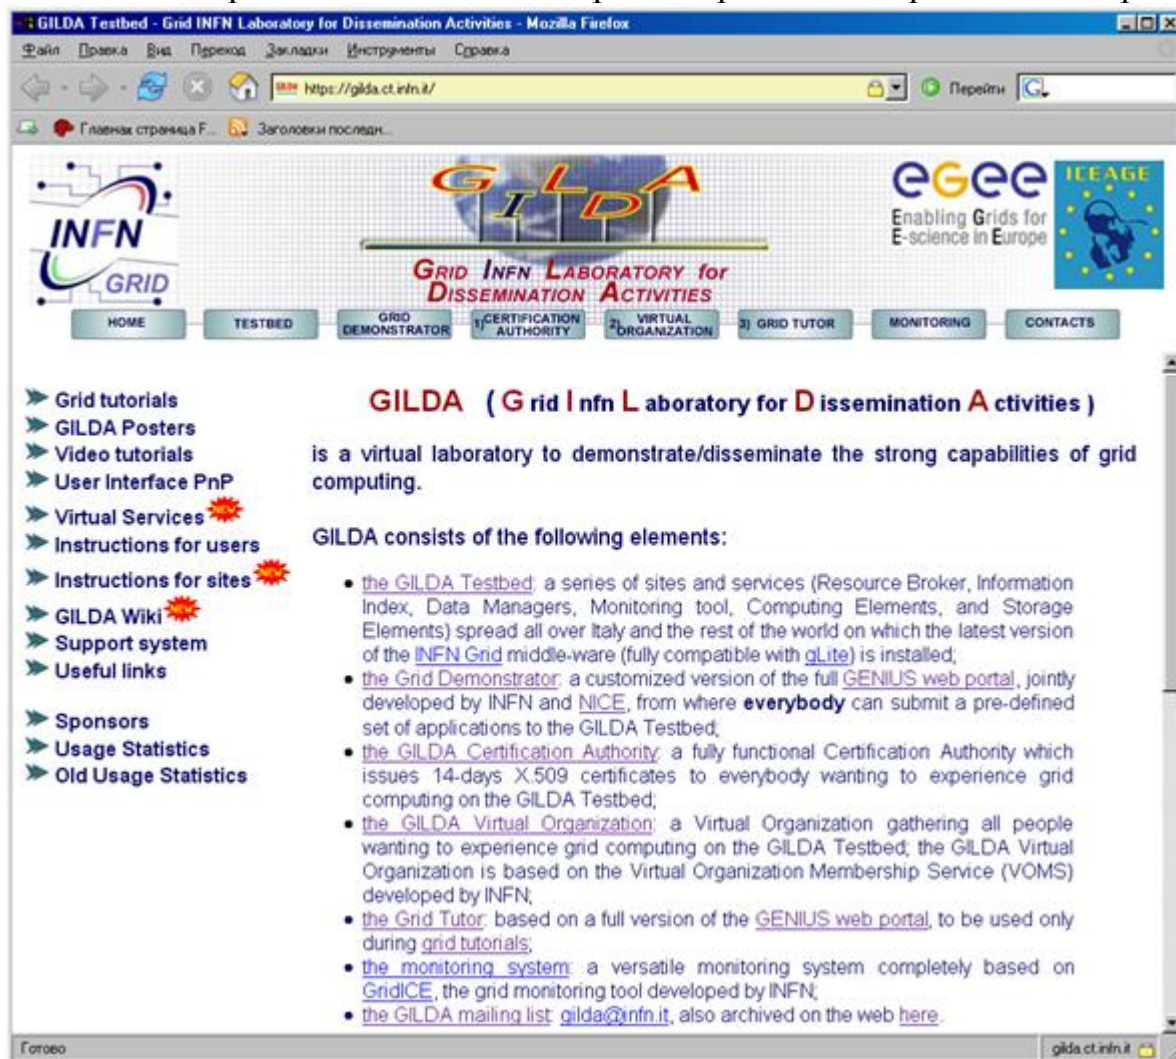 GILDA Testbed - Grid INFN Laboratory for Dissemination Activities - Mozilla Firefox
Файл Правка Вид Переход Закладки Инструменты Справка
https://gilda.ct.infn.it/ Перейти
Главная страница F... Заголовки последн...
INFN
GRID
GILDA
GRID INFN LABORATORY for
DISSEMINATION ACTIVITIES
eGee
Enabling Grids for
E-science in Europe
ICEAGE
HOME
TESTBED
GRID
DEMONSTRATOR
1) CERTIFICATION
AUTHORITY
2) VIRTUAL
ORGANIZATION
3) GRID TUTOR
MONITORING
CONTACTS
Grid tutorials
GILDA Posters
Video tutorials
User Interface PnP
Virtual Services NEW
Instructions for users
Instructions for sites NEW
GILDA Wiki NEW
Support system
Useful links
Sponsors
Usage Statistics
Old Usage Statistics
GILDA ( G rid I nfn L aboratory for D issemination A ctivities )
is a virtual laboratory to demonstrate/disseminate the strong capabilities of grid
computing.
GILDA consists of the following elements:
• the GILDA Testbed: a series of sites and services (Resource Broker, Information
Index, Data Managers, Monitoring tool, Computing Elements, and Storage
Elements) spread all over Italy and the rest of the world on which the latest version
of the INFN Grid middle-ware (fully compatible with gLite) is installed;
• the Grid Demonstrator: a customized version of the full GENIUS web portal, jointly
developed by INFN and NICE, from where everybody can submit a pre-defined
set of applications to the GILDA Testbed;
• the GILDA Certification Authority: a fully functional Certification Authority which
issues 14-days X.509 certificates to everybody wanting to experience grid
computing on the GILDA Testbed;
• the GILDA Virtual Organization: a Virtual Organization gathering all people
wanting to experience grid computing on the GILDA Testbed; the GILDA Virtual
Organization is based on the Virtual Organization Membership Service (VOMS)
developed by INFN;
• the Grid Tutor: based on a full version of the GENIUS web portal, to be used only
during grid tutorials;
• the monitoring system: a versatile monitoring system completely based on
GridICE, the grid monitoring tool developed by INFN;
• the GILDA mailing list: gilda@infn.it, also archived on the web here.
Готово
gilda.ct.infn.it